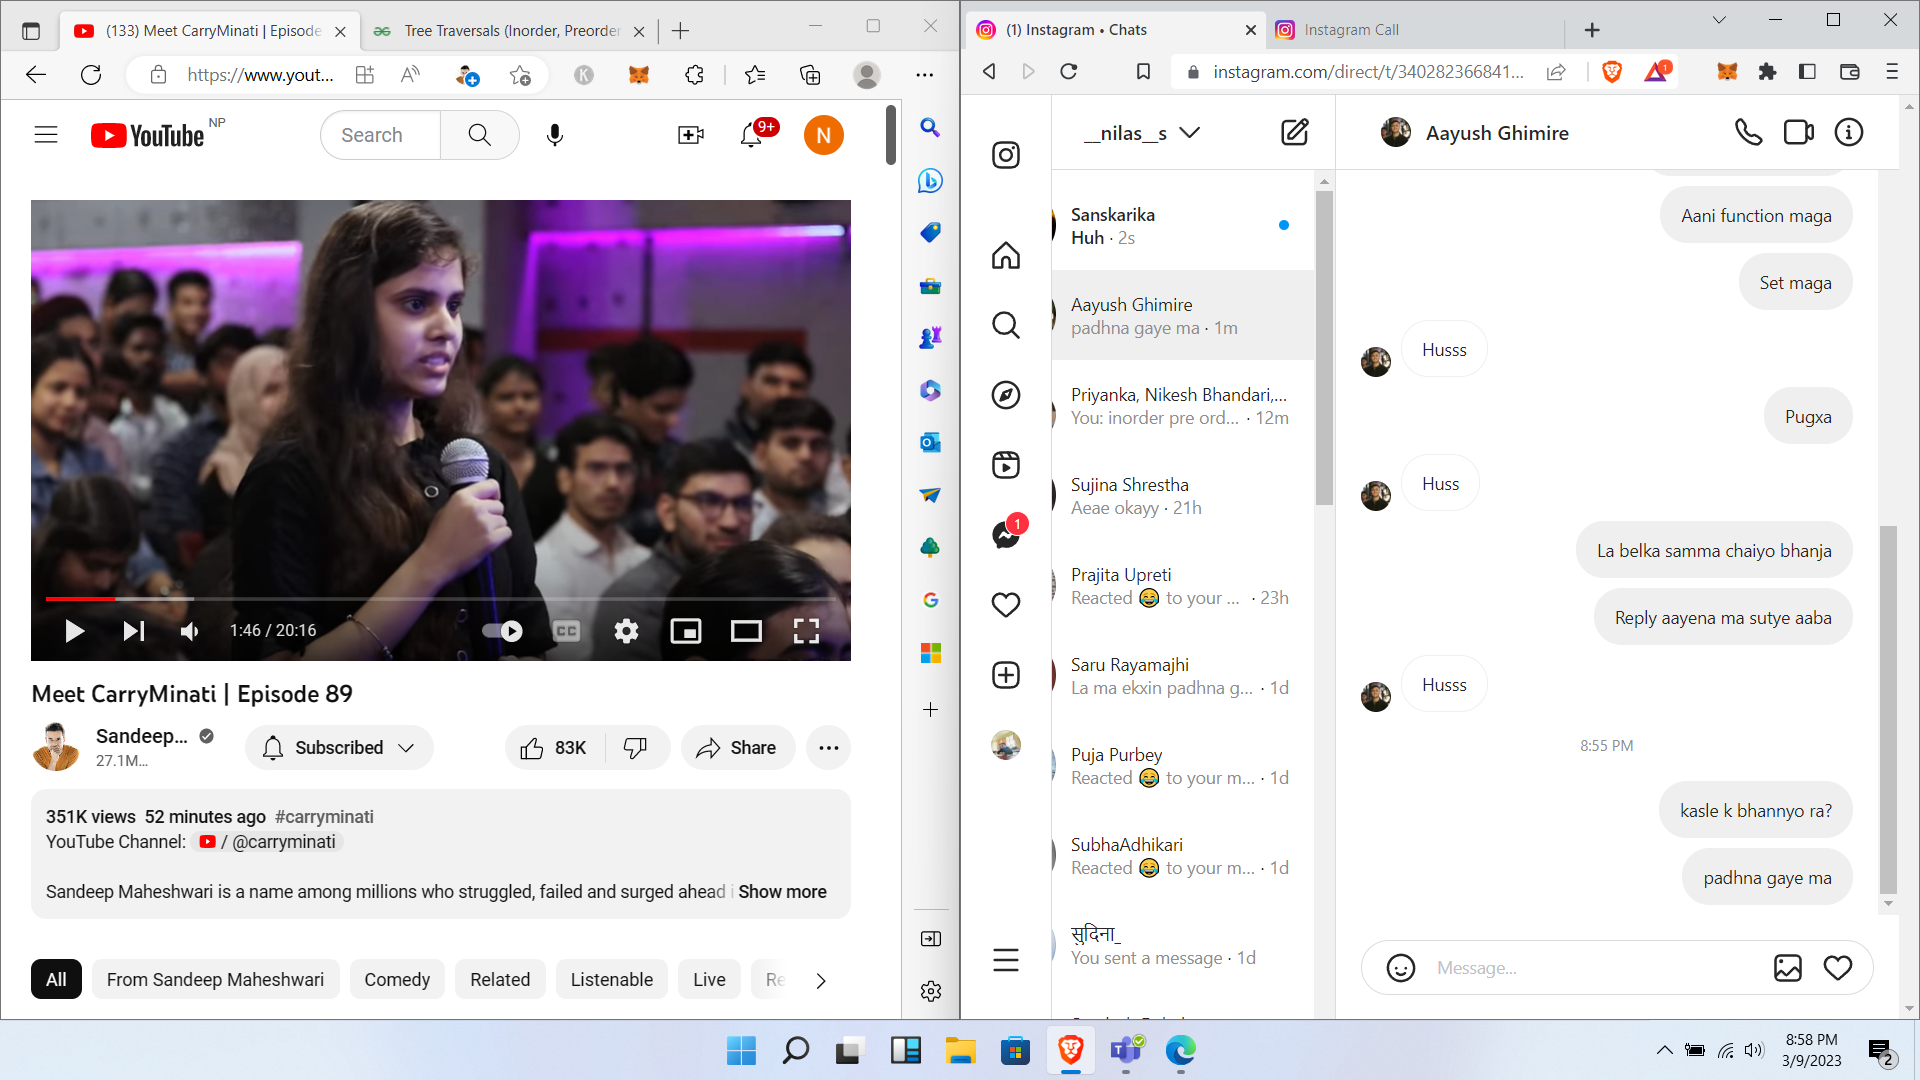 (133) Meet CarryMinati | Episode
Tree Traversals (Inorder, Preorder
https://www.yout...
YouTube NP
Search
9+
N
1:46 / 20:16
CC
Meet CarryMinati | Episode 89
Sandeep...
27.1M...
Subscribed
83K
Share
351K views 52 minutes ago #carryminati
YouTube Channel: / @carryminati
Sandeep Maheshwari is a name among millions who struggled, failed and surged ahead i Show more
All
From Sandeep Maheshwari
Comedy
Related
Listenable
Live
Re
(1) Instagram • Chats
Instagram Call
instagram.com/direct/t/340282366841...
1
__nilas__s
Sanskarika
Huh · 2s
Aayush Ghimire
padhna gaye ma · 1m
Priyanka, Nikesh Bhandari,...
You: inorder pre ord... · 12m
Sujina Shrestha
Aeae okayy · 21h
1
Prajita Upreti
Reacted 😂 to your ... · 23h
Saru Rayamajhi
La ma ekxin padhna g... · 1d
Puja Purbey
Reacted 😂 to your m... · 1d
SubhaAdhikari
Reacted 😂 to your m... · 1d
सुदिना_
You sent a message · 1d
Aayush Ghimire
Aani function maga
Set maga
Husss
Pugxa
Huss
La belka samma chaiyo bhanja
Reply aayena ma sutye aaba
Husss
8:55 PM
kasle k bhannyo ra?
padhna gaye ma
Message...
8:58 PM
3/9/2023
2